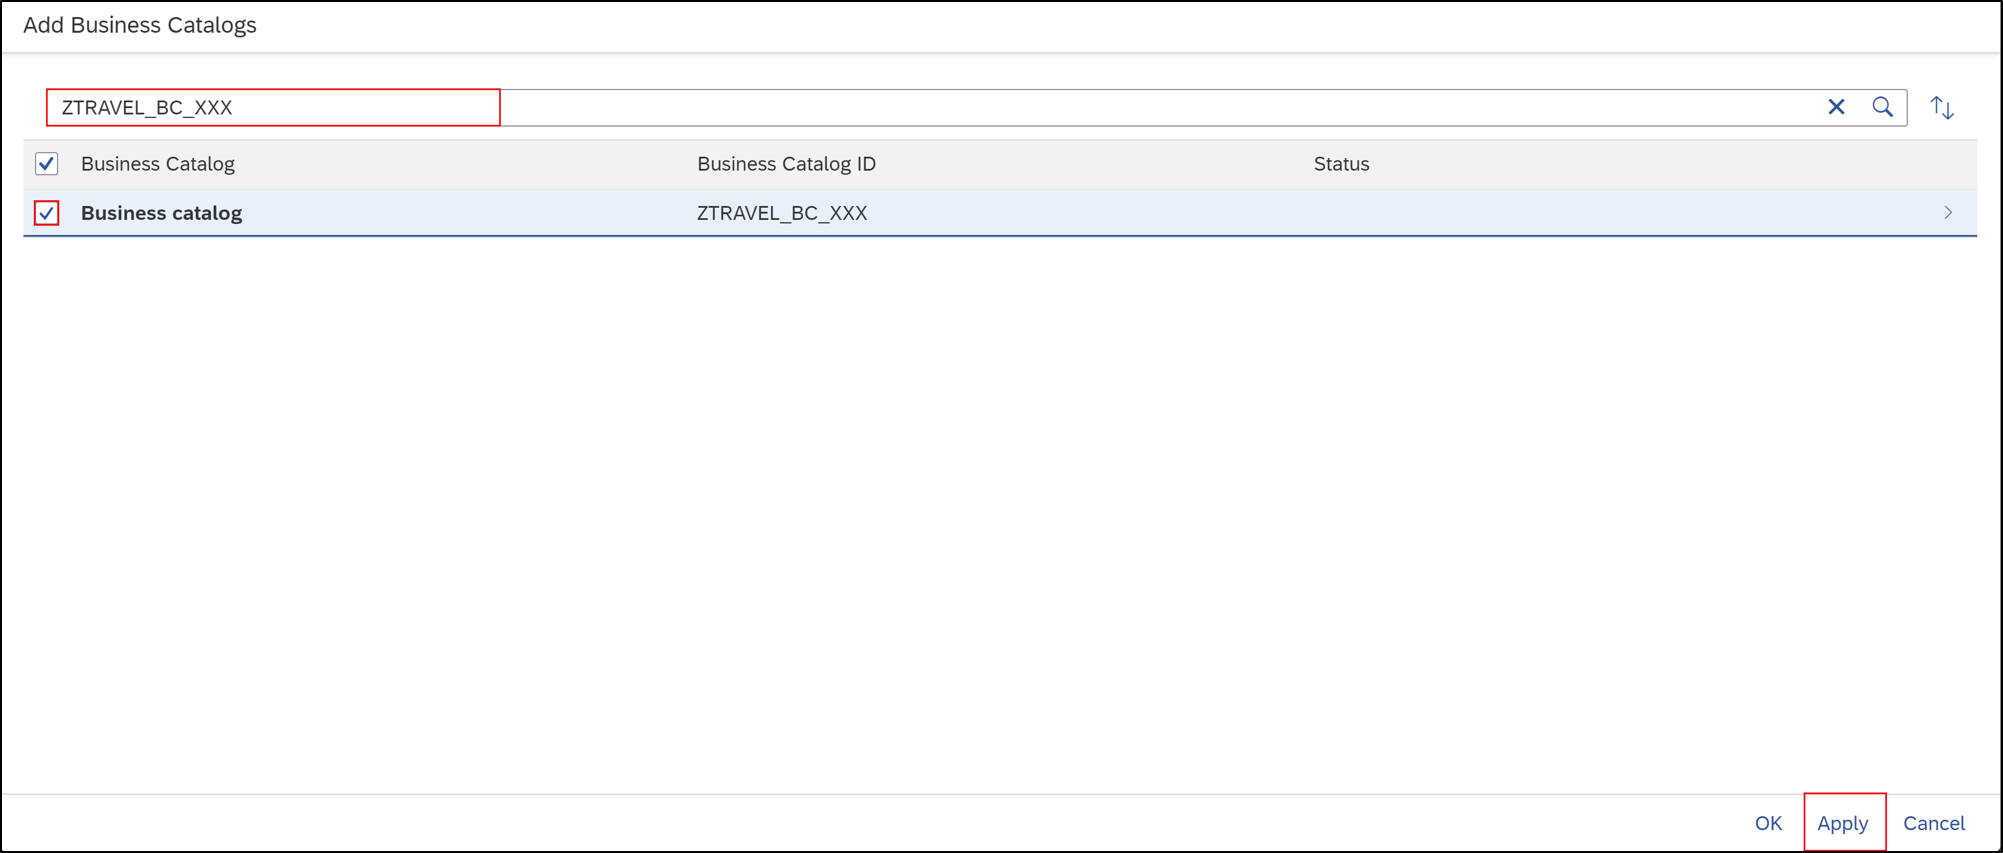 Add Business Catalogs
ZTRAVEL_BC_XXX
Business Catalog Business Catalog ID Status
Business catalog ZTRAVEL_BC_XXX
OK Apply Cancel